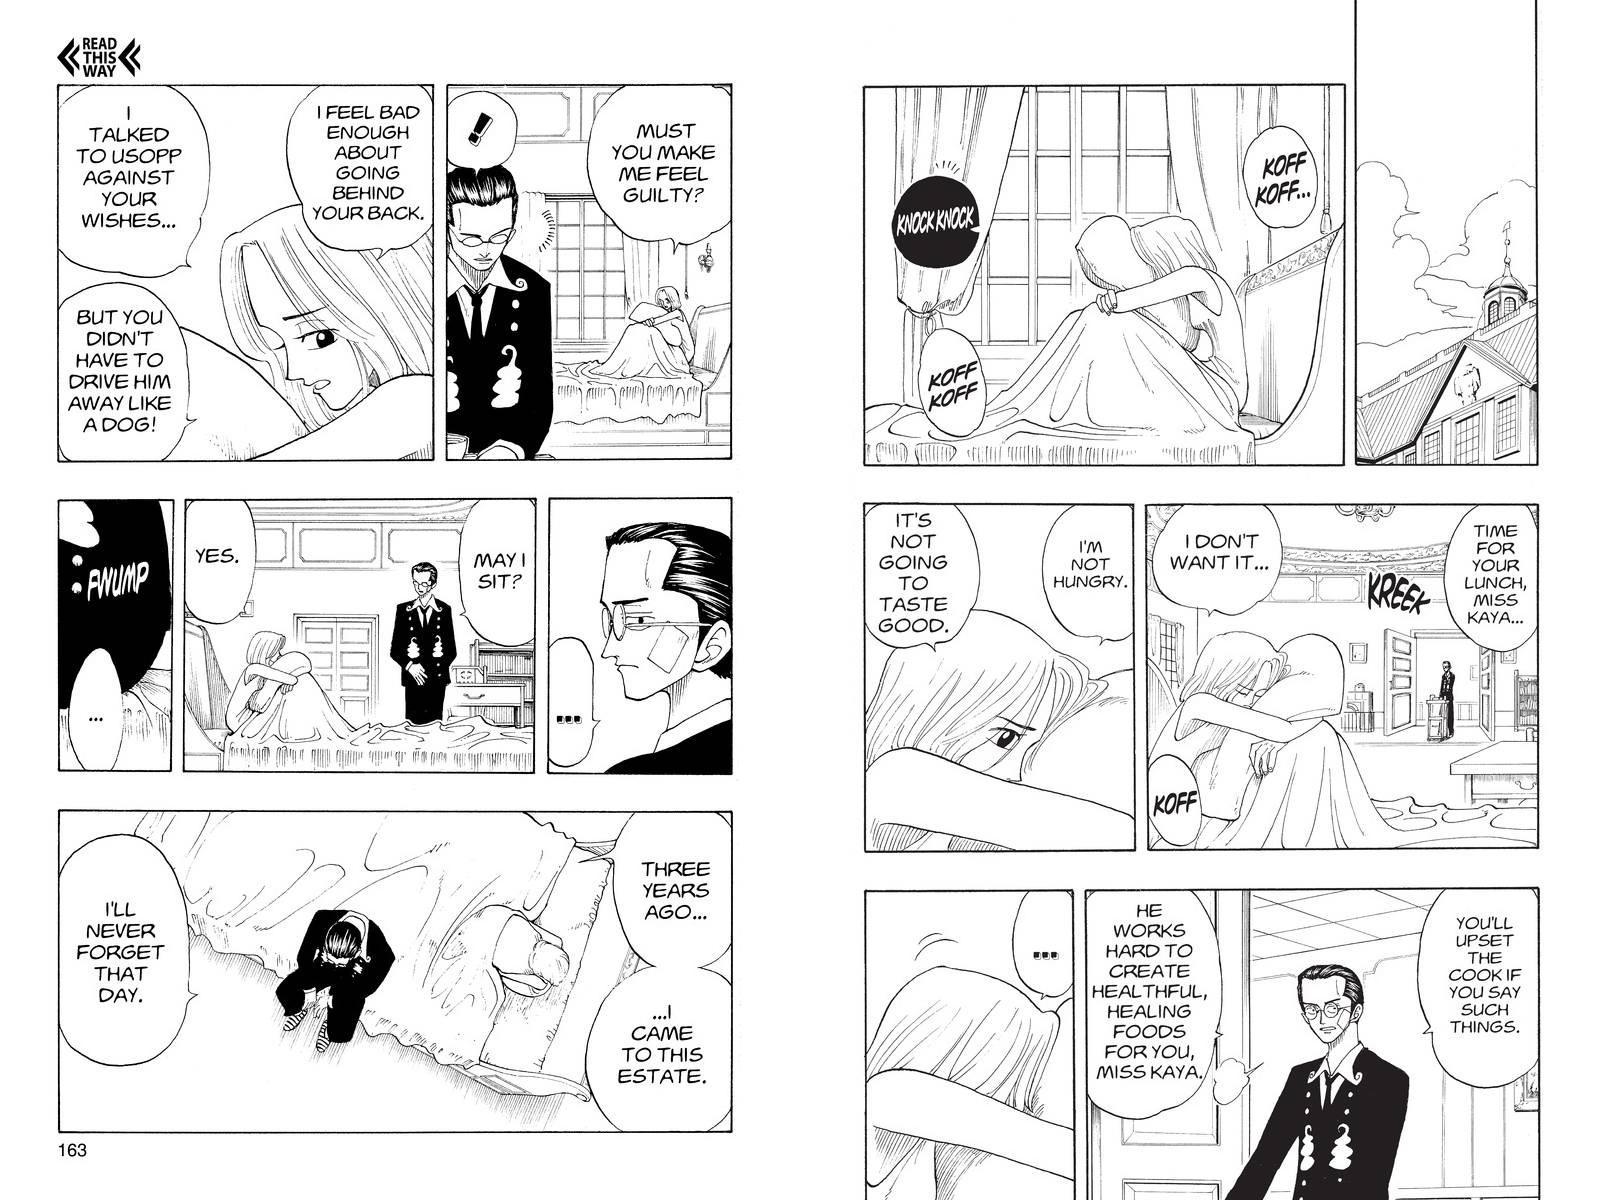 KOFF
KOFF...
KNOCK KNOCK
KOFF
KOFF
TIME
FOR
YOUR
LUNCH,
MISS
KAYA...
KREEK
I DON'T
WANT IT...
KOFF
I'M
NOT
HUNGRY.
IT'S
NOT
GOING
TO
TASTE
GOOD.
YOU'LL
UPSET
THE
COOK IF
YOU SAY
SUCH
THINGS.
HE
WORKS
HARD TO
CREATE
HEALTHFUL,
HEALING
FOODS
FOR YOU,
MISS KAYA.
...
READ
THIS
WAY
MUST
YOU MAKE
ME FEEL
GUILTY?
!
I FEEL BAD
ENOUGH
ABOUT
GOING
BEHIND
YOUR BACK.
I
TALKED
TO USOPP
AGAINST
YOUR
WISHES...
BUT YOU
DIDN'T
HAVE TO
DRIVE HIM
AWAY LIKE
A DOG!
...
MAY I
SIT?
YES.
FWUMP
...
THREE
YEARS
AGO...
...I
CAME
TO THIS
ESTATE.
I'LL
NEVER
FORGET
THAT
DAY.
163